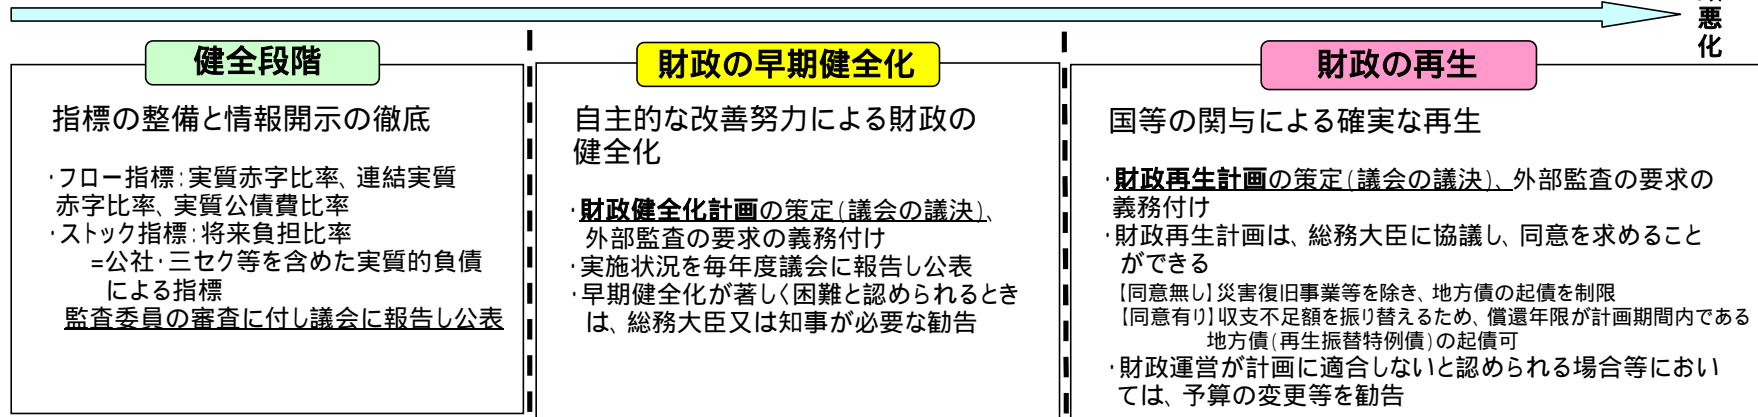 悪
化
健全段階
指標の整備と情報開示の徹底
・フロー指標:実質赤字比率、連結実質
赤字比率、実質公債費比率
・ストック指標:将来負担比率
=公社・三セク等を含めた実質的負債
による指標
監査委員の審査に付し議会に報告し公表
財政の早期健全化
自主的な改善努力による財政の
健全化
・財政健全化計画の策定(議会の議決)、
外部監査の要求の義務付け
・実施状況を毎年度議会に報告し公表
・早期健全化が著しく困難と認められるとき
は、総務大臣又は知事が必要な勧告
財政の再生
国等の関与による確実な再生
・財政再生計画の策定(議会の議決)、外部監査の要求の
義務付け
・財政再生計画は、総務大臣に協議し、同意を求めること
ができる
【同意無し】災害復旧事業等を除き、地方債の起債を制限
【同意有り】収支不足額を振り替えるため、償還年限が計画期間内である
地方債(再生振替特例債)の起債可
・財政運営が計画に適合しないと認められる場合等におい
ては、予算の変更等を勧告